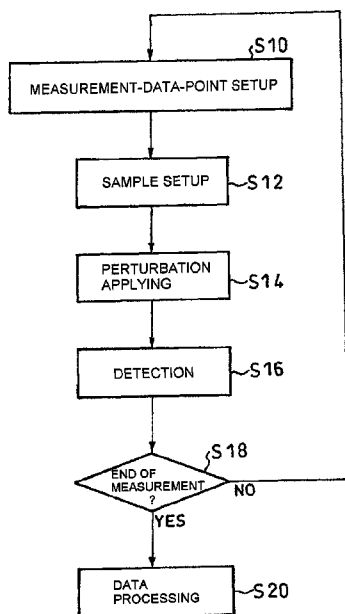 S10
MEASUREMENT-DATA-POINT SETUP
SAMPLE SETUP
S12
PERTURBATION
APPLYING
S14
DETECTION
S16
S18
END OF
MEASUREMENT
?
NO
YES
DATA
PROCESSING
S20